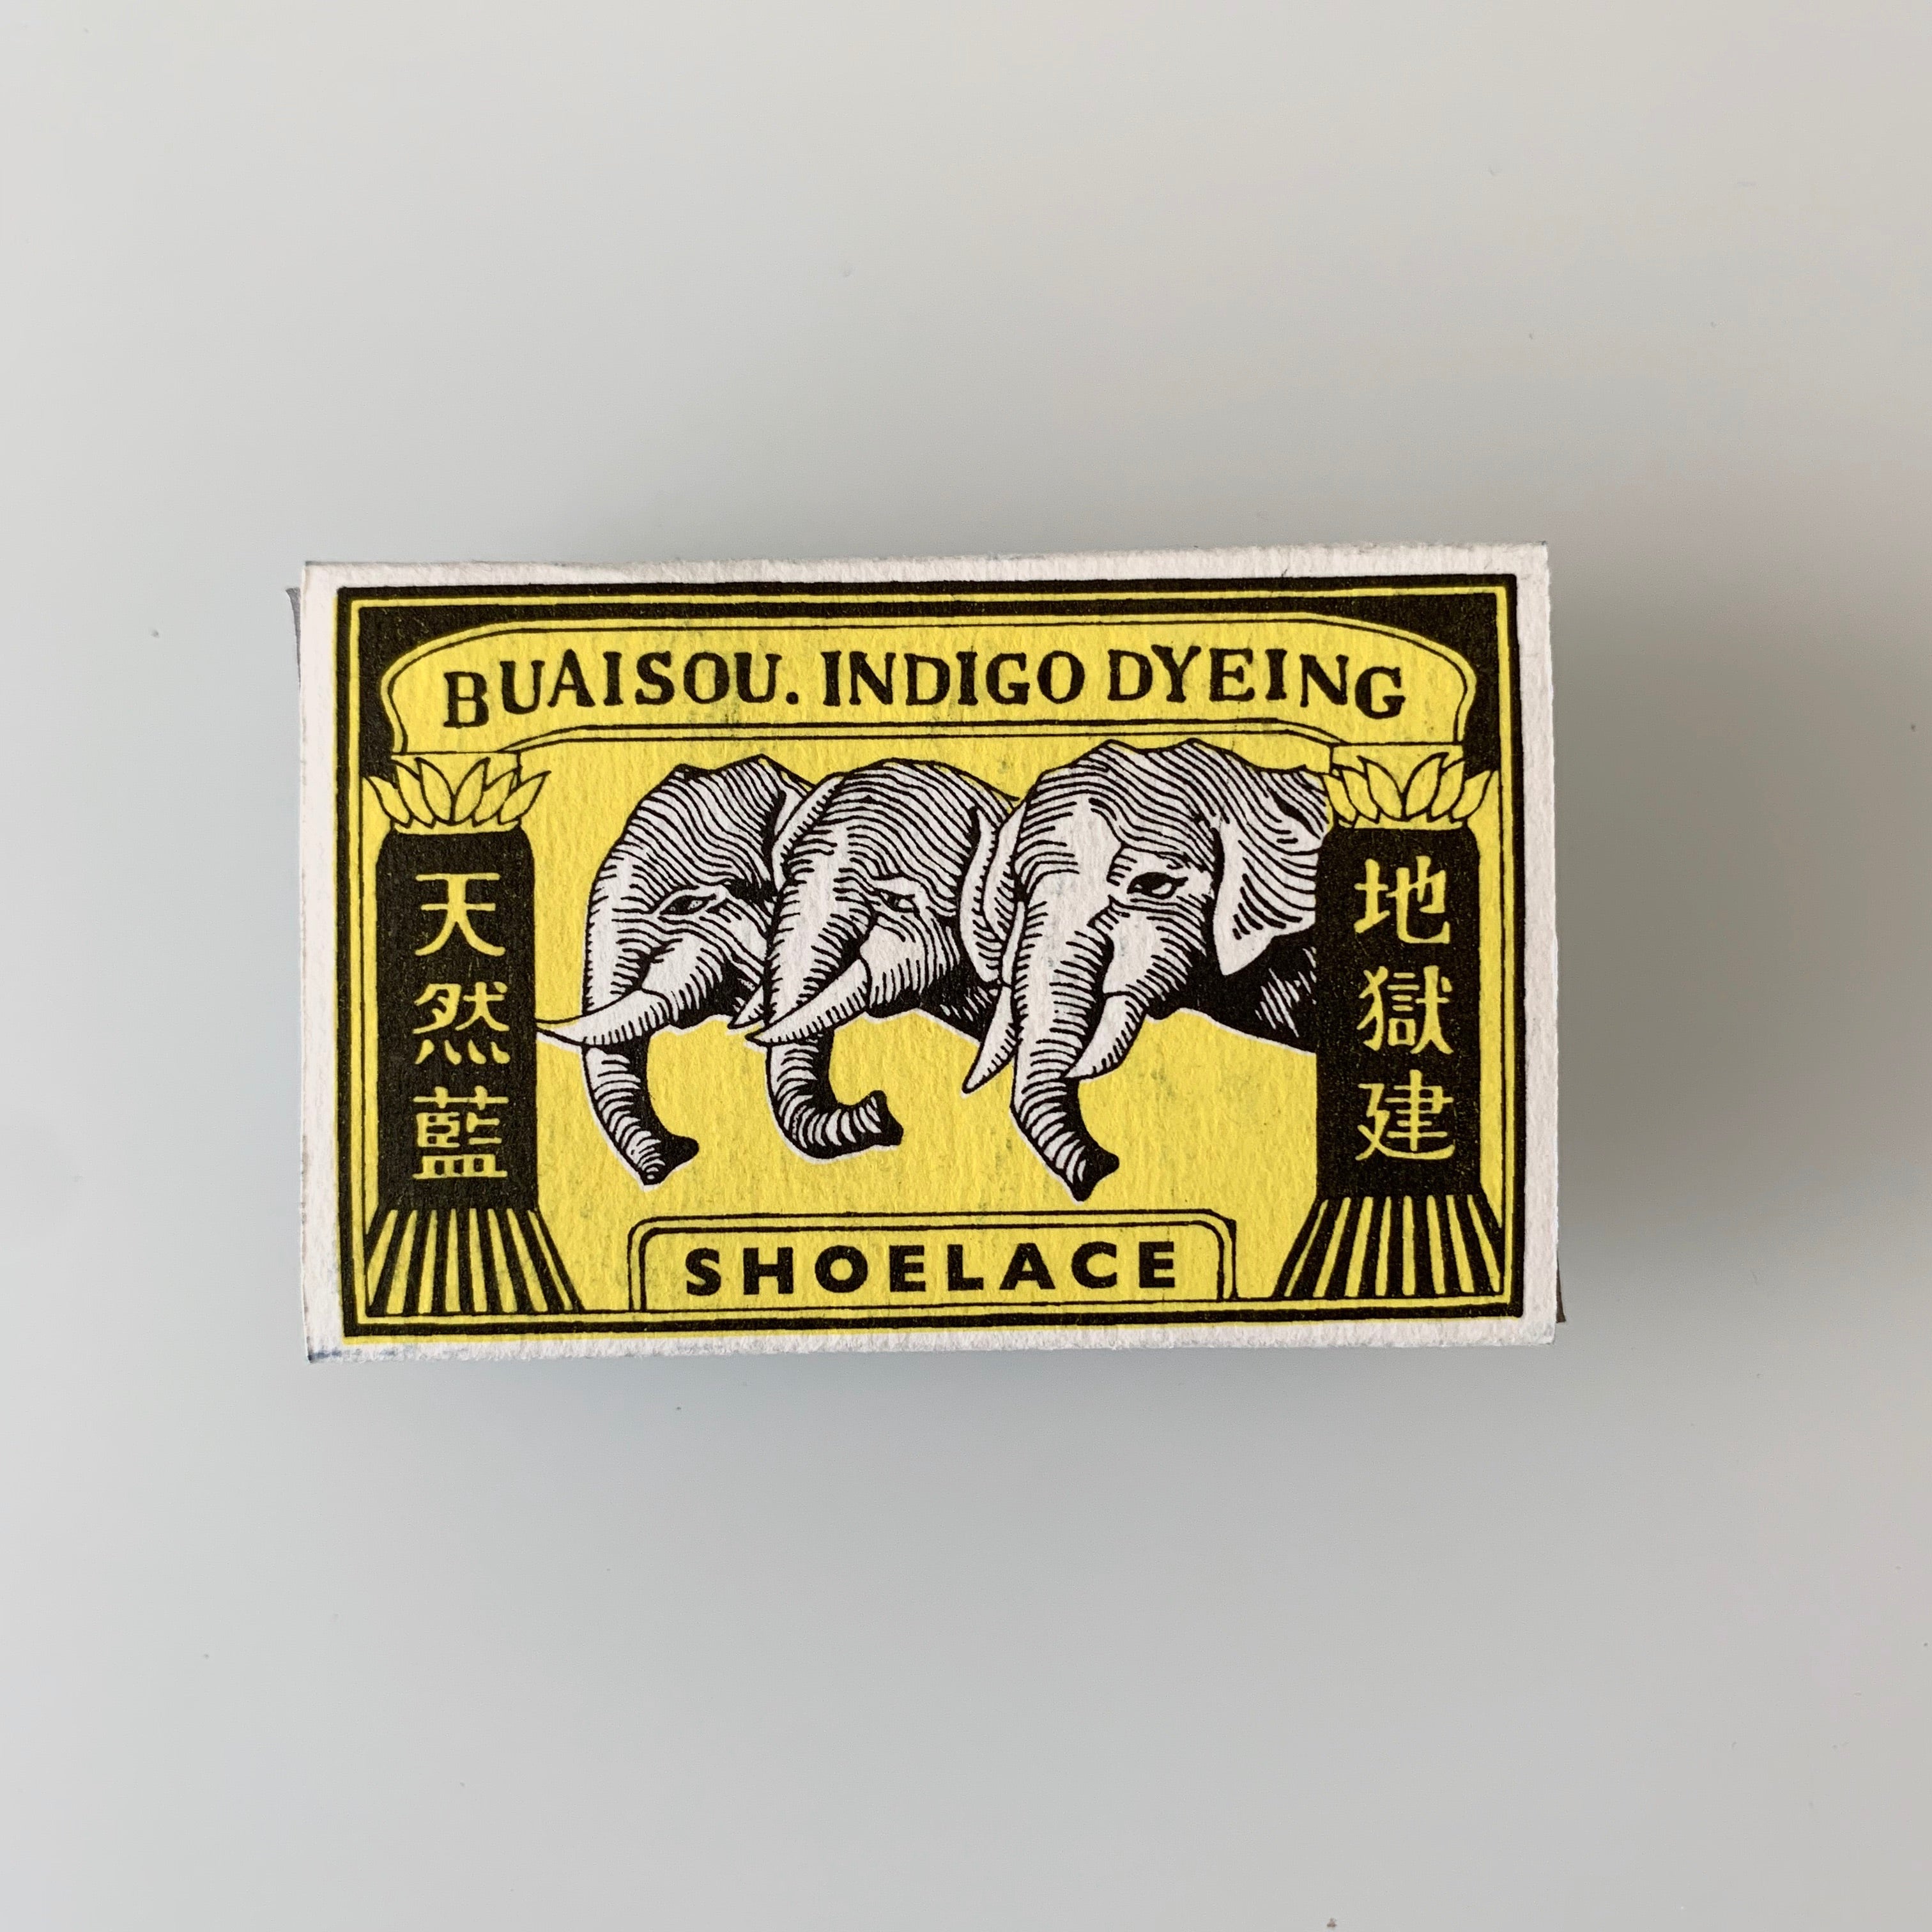 BUAISOU. INDIGO DYEING
天然藍
地獄建
SHOELACE